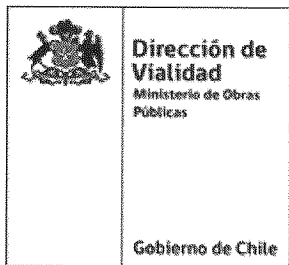 Dirección de
Vialidad
Ministerio de Obras
Públicas
Gobierno de Chile